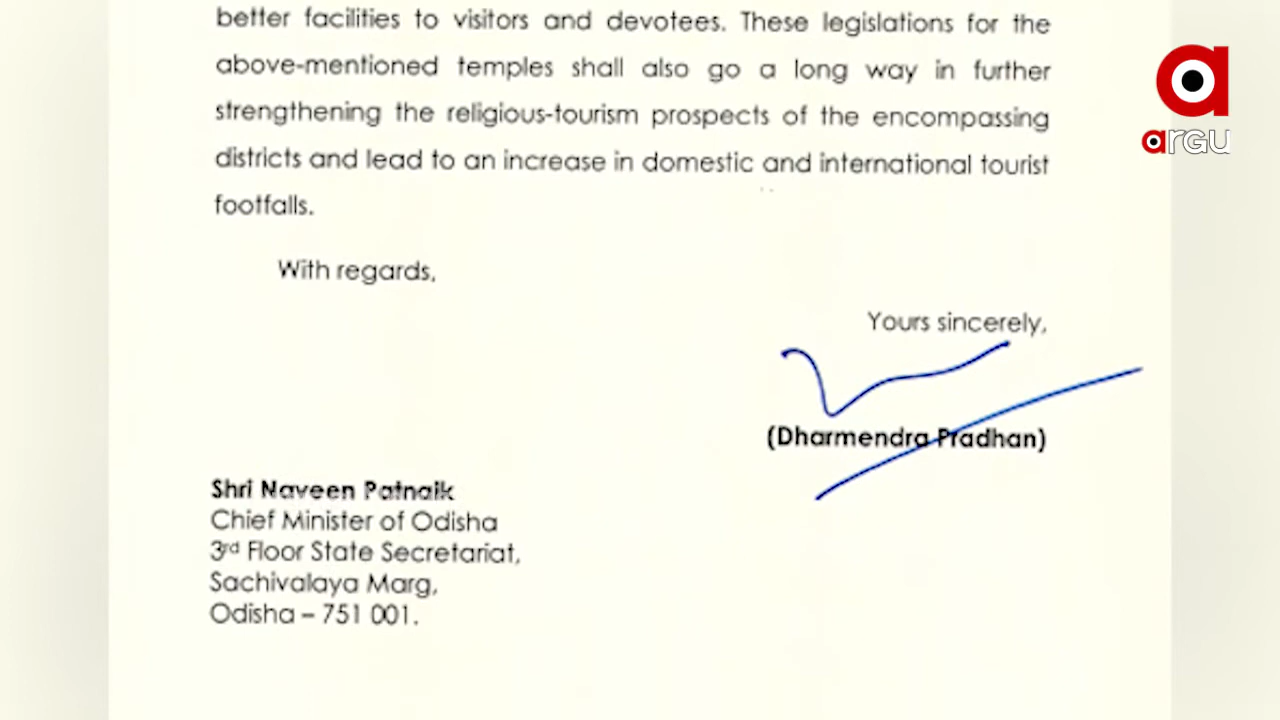 better facilities to visitors and devotees. These legislations for the
above-mentioned temples shall also go a long way in further
strengthening the religious-tourism prospects of the encompassing
districts and lead to an increase in domestic and international tourist
footfalls.
With regards,
Yours sincerely,
(Dharmendra Pradhan)
Shri Naveen Patnaik
Chief Minister of Odisha
3rd Floor State Secretariat,
Sachivalaya Marg,
Odisha – 751 001.
a
argu